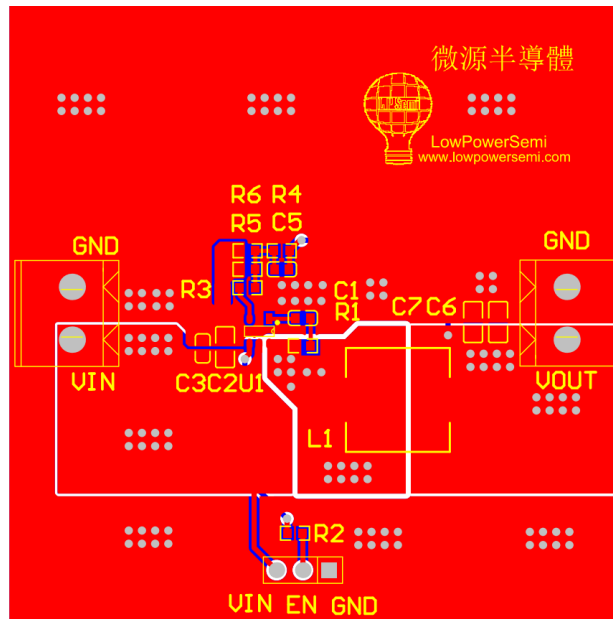 微源半導體
LPSemi
LowPowerSemi
www.lowpowersemi.com
R6 R4
R5 C5
GND
GND
R3
C1
R1
C7 C6
VIN
C3C2U1
VOUT
L1
R2
VIN EN GND